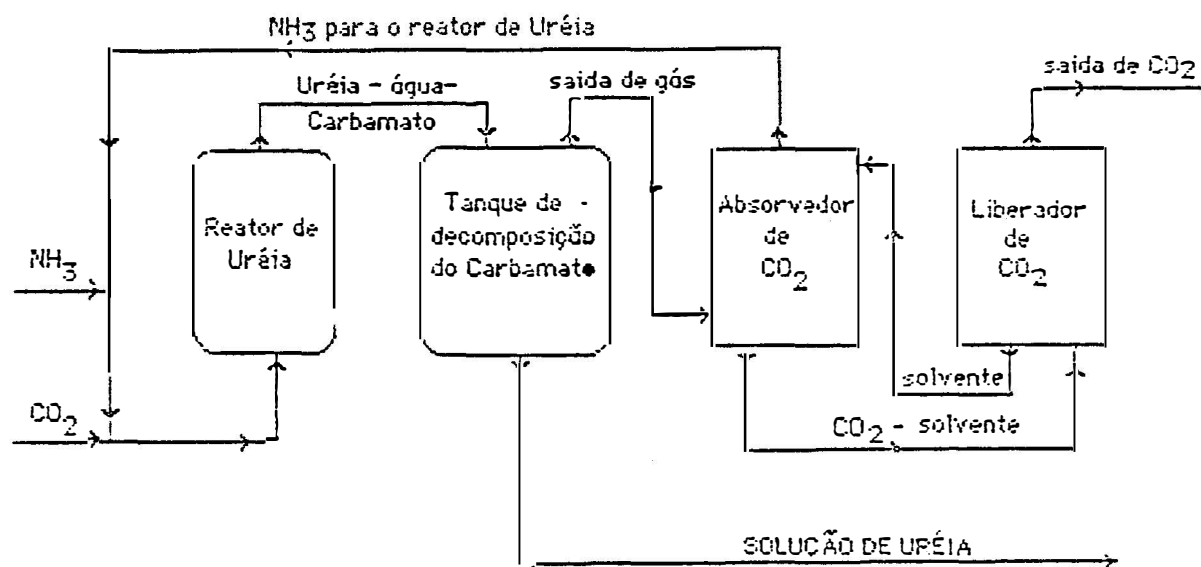 NH3 para o reator de Uréia
saida de CO2
Uréia - água-
Carbamato
saida de gás
Reator de
Uréia
Tanque de -
decomposição
do Carbamato
Absorvedor
de
CO2
Liberador
de
CO2
NH3
CO2
solvente
CO2 - solvente
SOLUÇÃO DE URÉIA